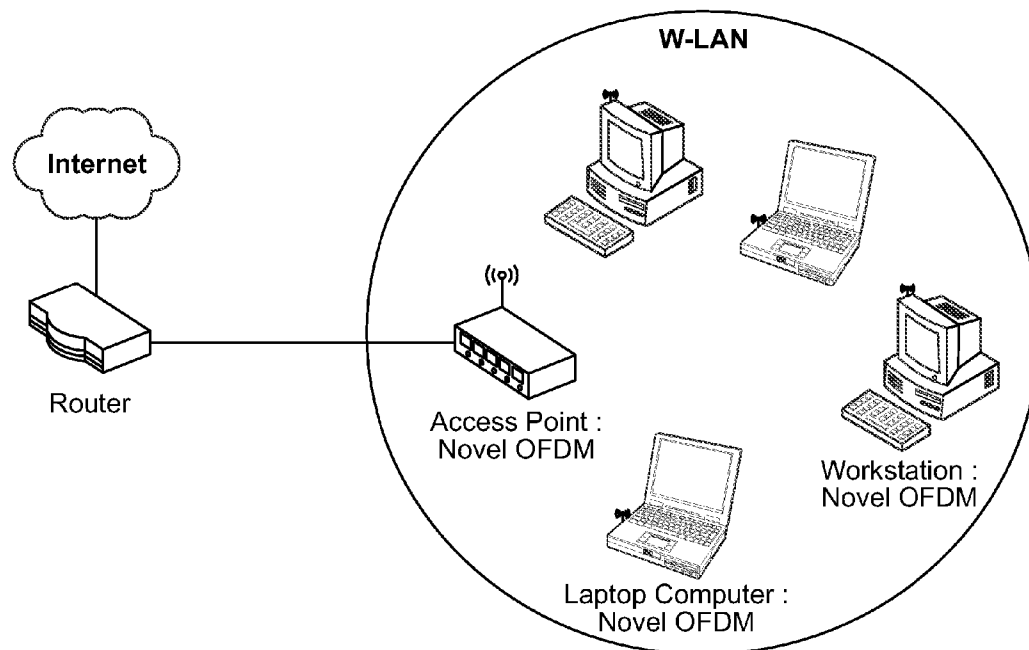 W-LAN
Internet
Router
Access Point :
Novel OFDM
Workstation :
Novel OFDM
Laptop Computer :
Novel OFDM